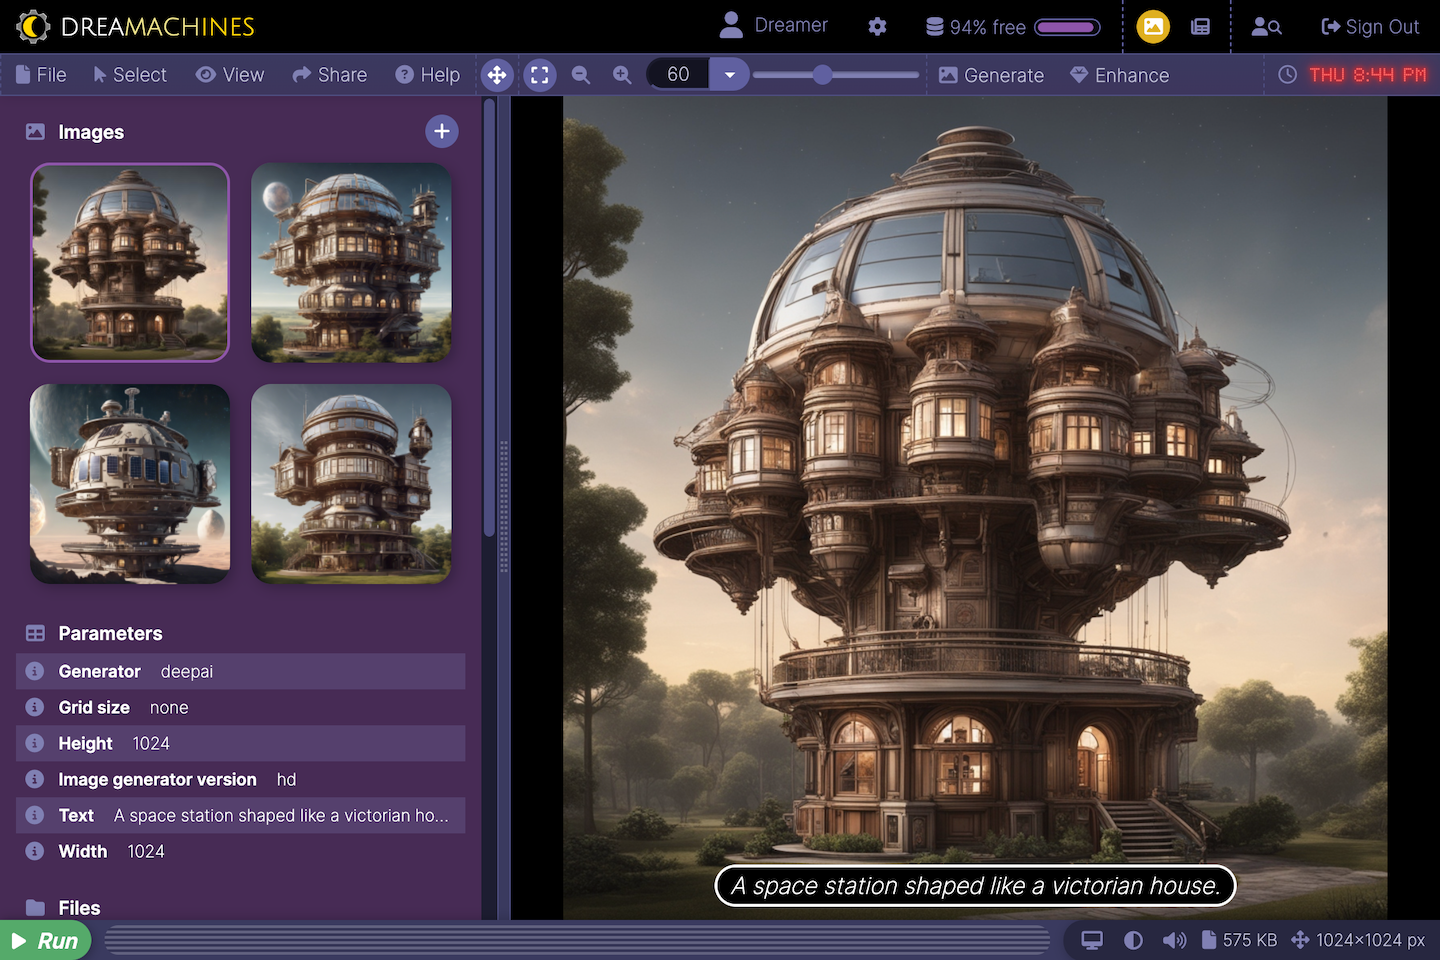 DREAMACHINES
Dreamer
94% free
Sign Out
File
Select
View
Share
Help
60
Generate
Enhance
THU 8:44 PM
Images
Parameters
Generator deepai
Grid size none
Height 1024
Image generator version hd
Text A space station shaped like a victorian ho...
Width 1024
Files
A space station shaped like a victorian house.
Run
575 KB
1024×1024 px